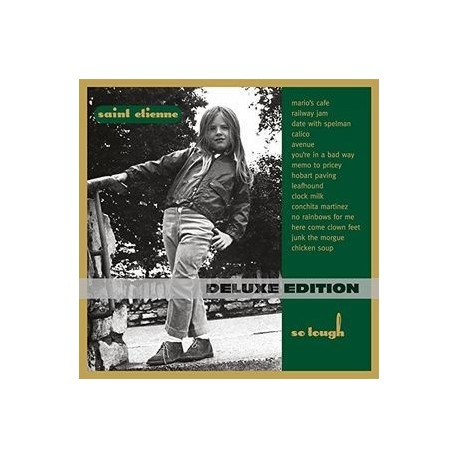 saint etienne
mario's cafe
railway jam
date with spelman
calico
avenue
you're in a bad way
memo to pricey
hobart paving
leafhound
clock milk
conchita martinez
no rainbows for me
here come clown feet
junk the morgue
chicken soup
DELUXE EDITION
so tough